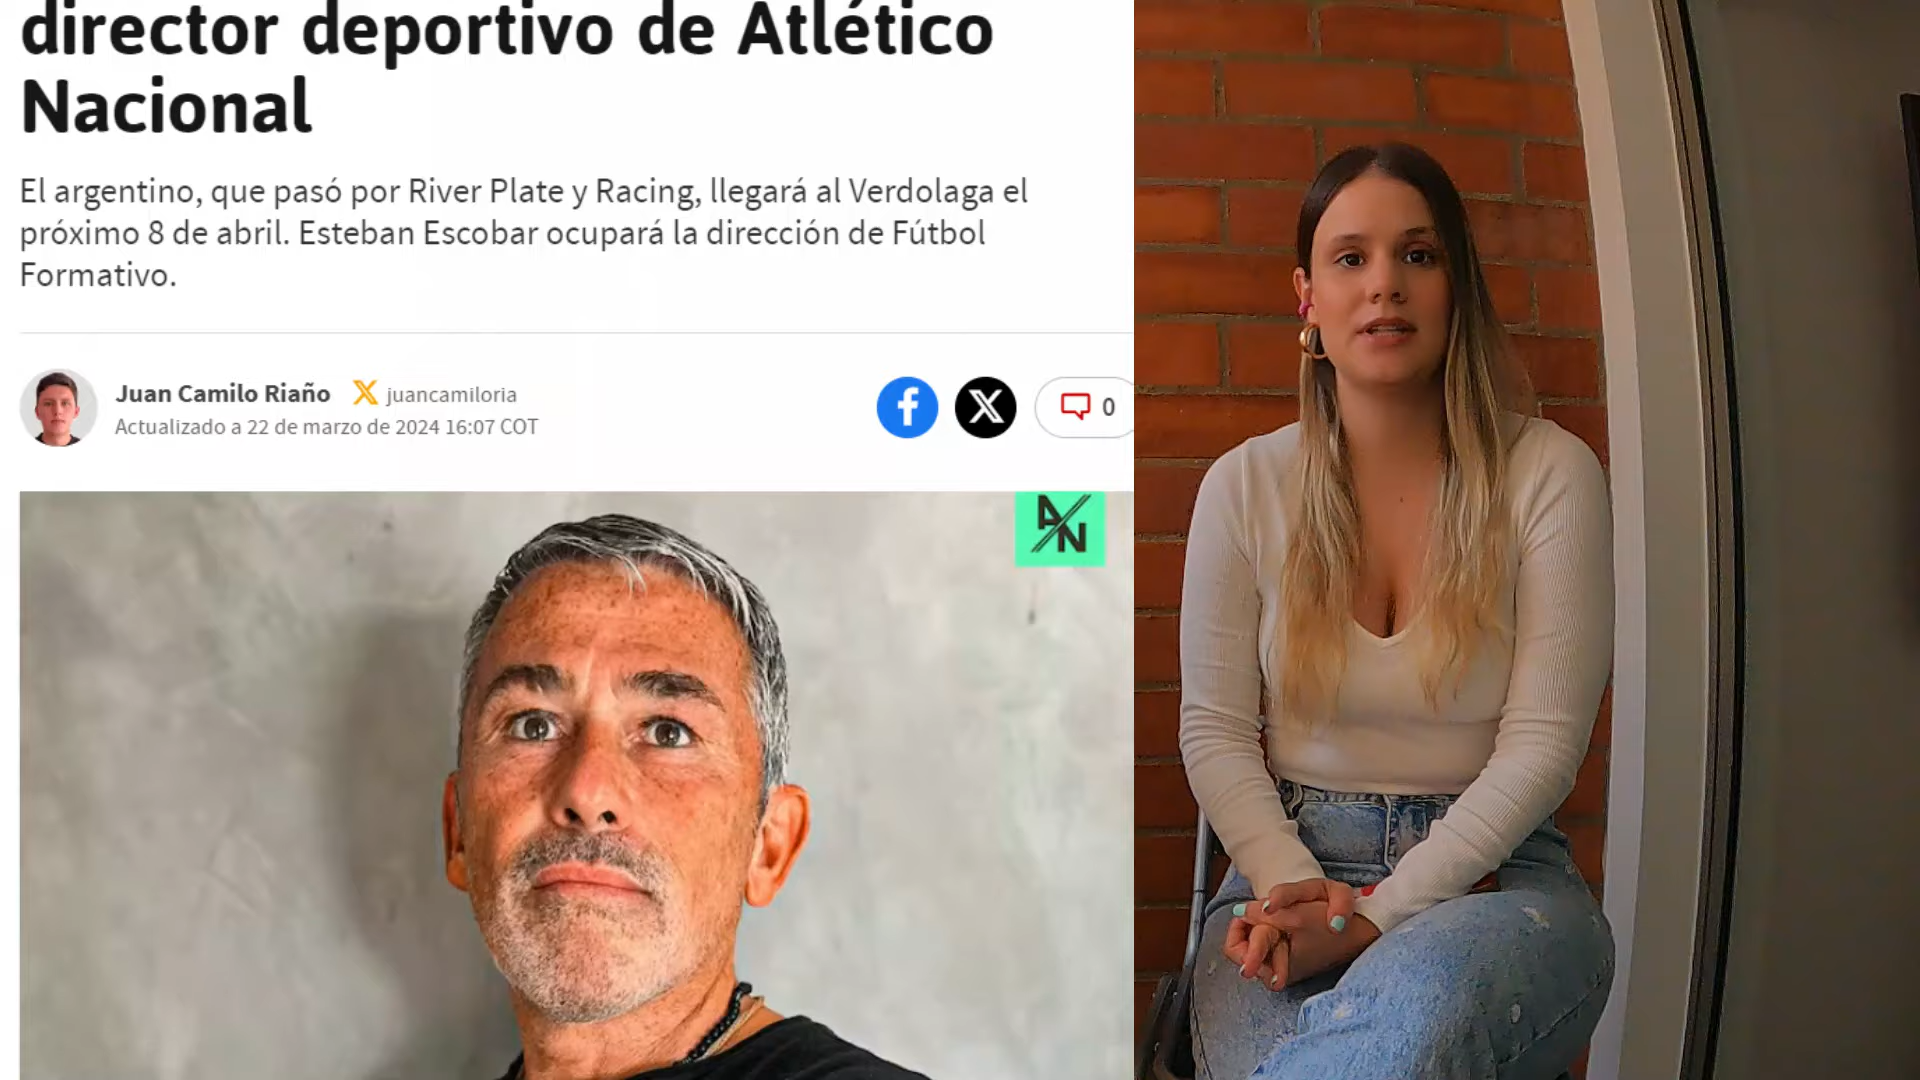 director deportivo de Atlético
Nacional
El argentino, que pasó por River Plate y Racing, llegará al Verdolaga el
próximo 8 de abril. Esteban Escobar ocupará la dirección de Fútbol
Formativo.
Juan Camilo Riaño juancamiloria
Actualizado a 22 de marzo de 2024 16:07 COT
0
AN